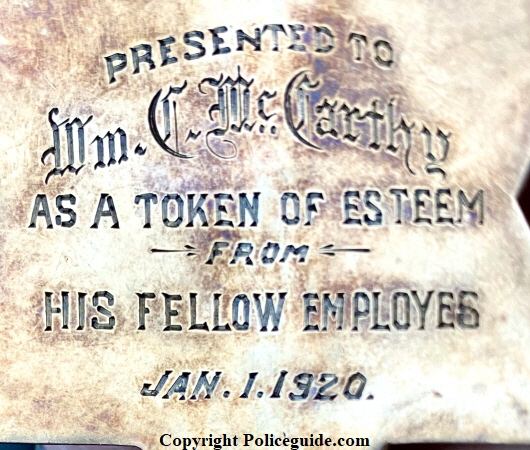 PRESENTED TO
Wm. C. McCarthy
AS A TOKEN OF ESTEEM
FROM
HIS FELLOW EMPLOYES
JAN. 1. 1920.
Copyright Policeguide.com